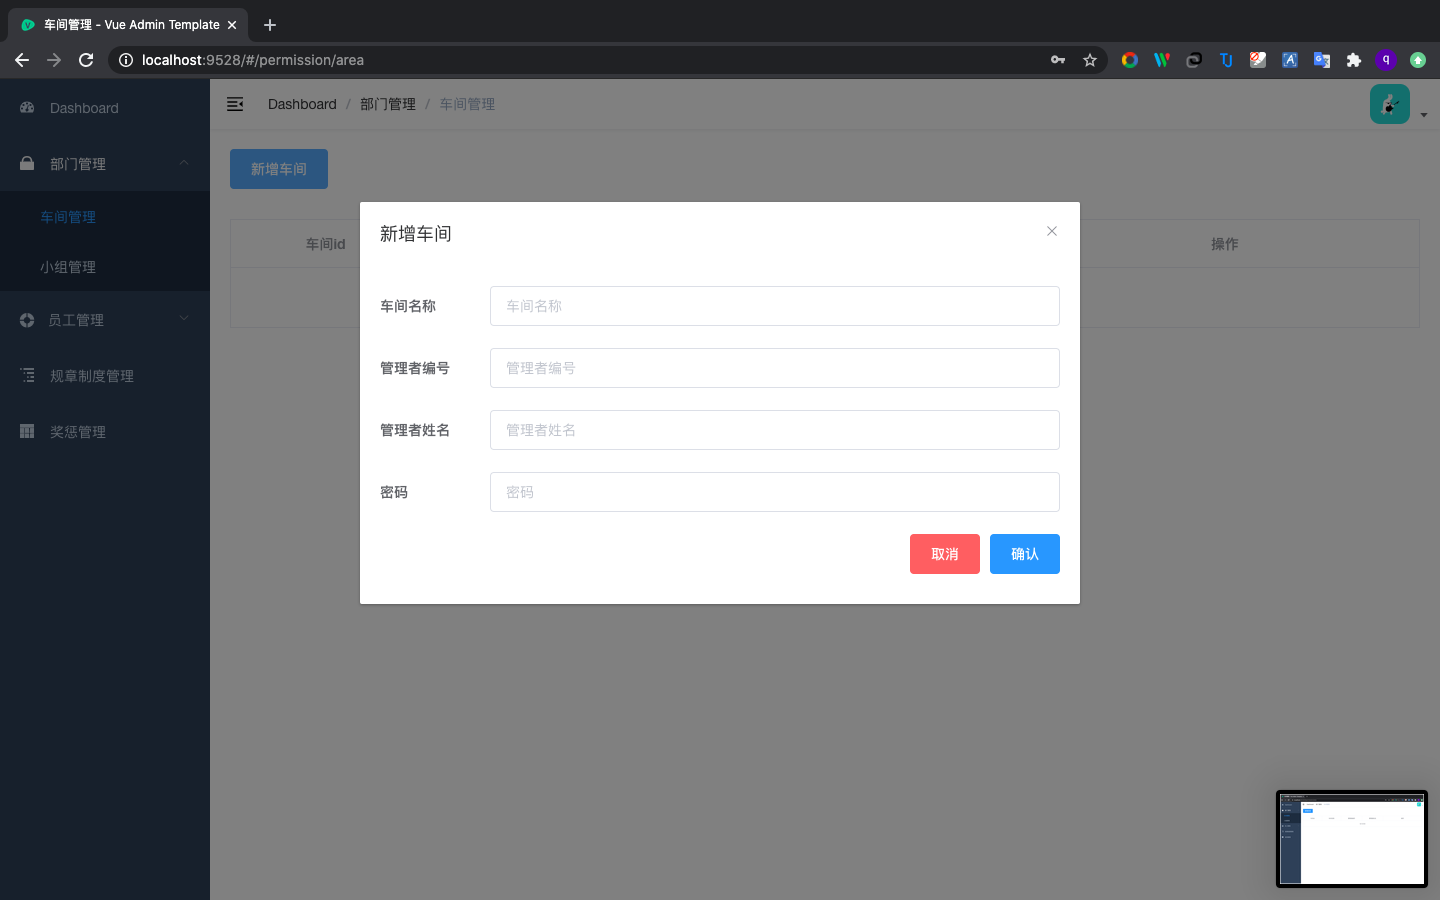 车间管理 - Vue Admin Template
localhost:9528/#/permission/area
q
Dashboard
部门管理
车间管理
小组管理
员工管理
规章制度管理
奖惩管理
Dashboard / 部门管理 / 车间管理
新增车间
车间id
操作
新增车间
车间名称 车间名称
管理者编号 管理者编号
管理者姓名 管理者姓名
密码 密码
取消 确认